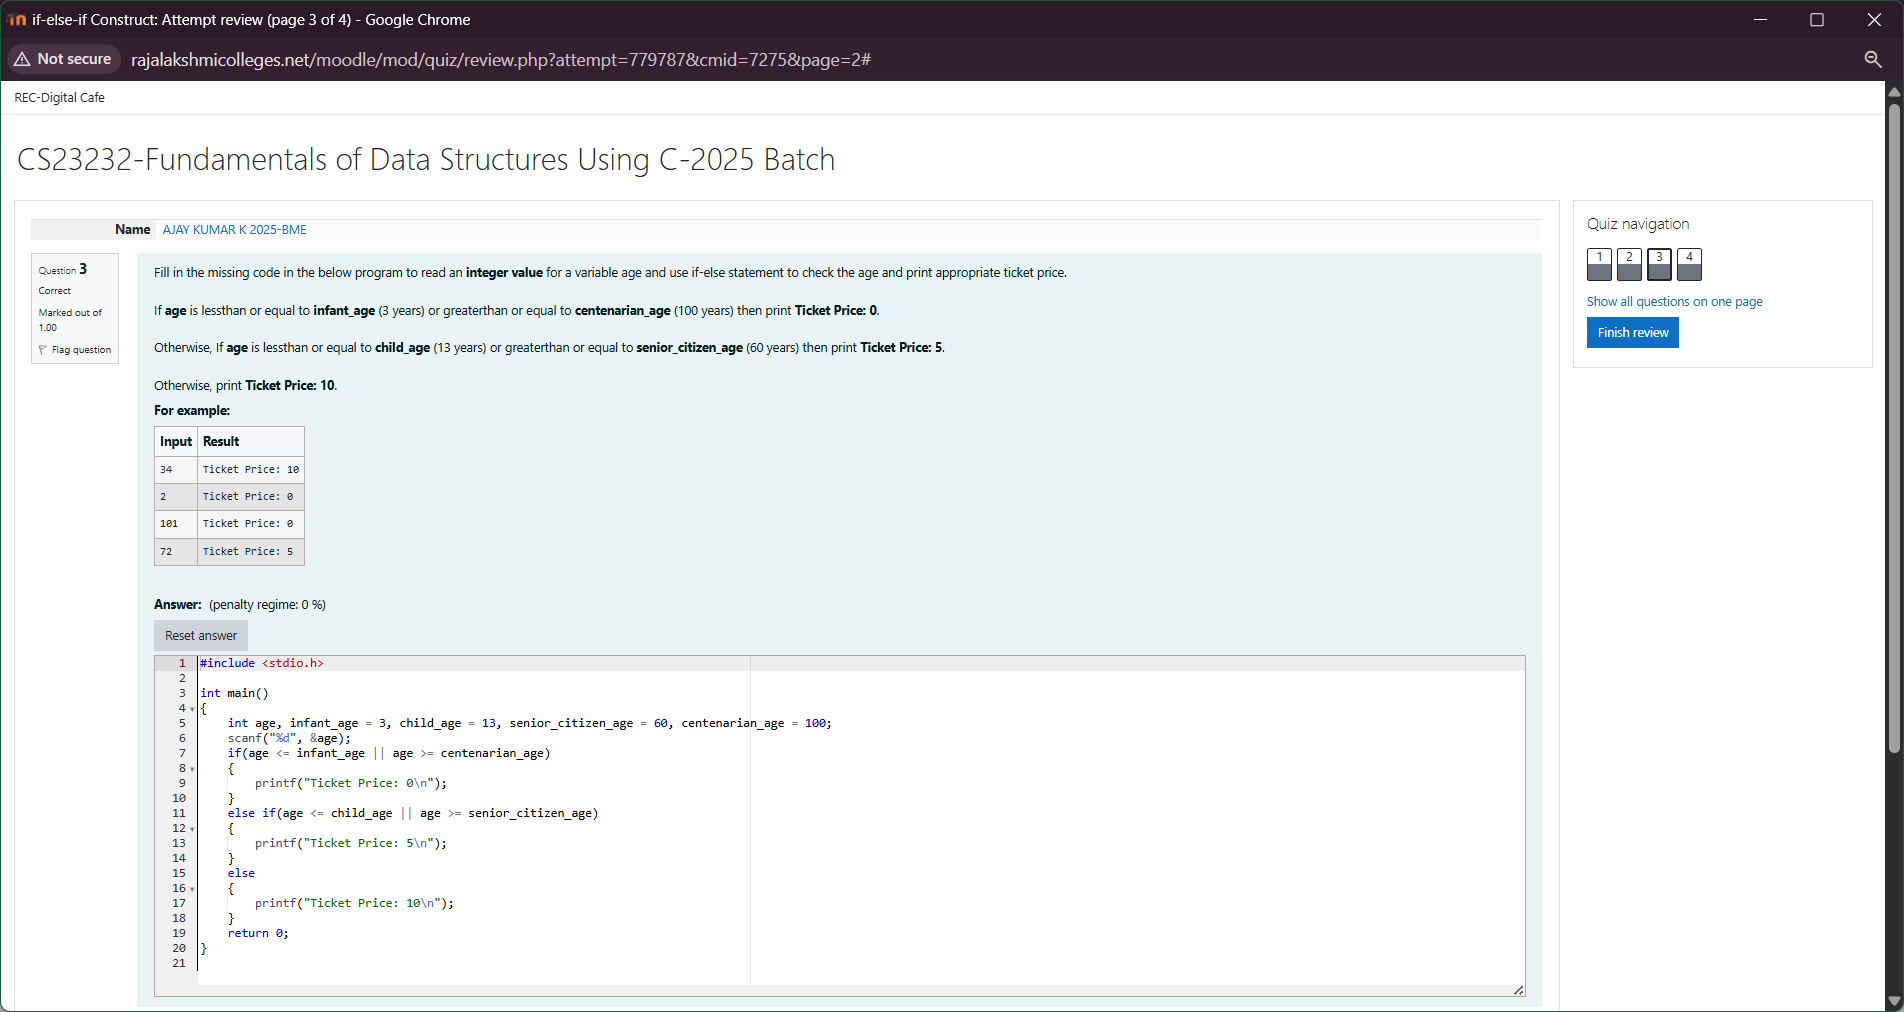 if-else-if Construct: Attempt review (page 3 of 4) - Google Chrome
Not secure rajalakshmicolleges.net/moodle/mod/quiz/review.php?attempt=779787&cmid=7275&page=2#
REC-Digital Cafe
CS23232-Fundamentals of Data Structures Using C-2025 Batch
Name AJAY KUMAR K 2025-BME
Question 3
Correct
Marked out of
1.00
Flag question
Fill in the missing code in the below program to read an integer value for a variable age and use if-else statement to check the age and print appropriate ticket price.
If age is lessthan or equal to infant_age (3 years) or greaterthan or equal to centenarian_age (100 years) then print Ticket Price: 0.
Otherwise, If age is lessthan or equal to child_age (13 years) or greaterthan or equal to senior_citizen_age (60 years) then print Ticket Price: 5.
Otherwise, print Ticket Price: 10.
For example:
Input Result
34 Ticket Price: 10
2 Ticket Price: 0
101 Ticket Price: 0
72 Ticket Price: 5
Answer: (penalty regime: 0 %)
Reset answer
1 #include <stdio.h>
2
3 int main()
4 {
5 int age, infant_age = 3, child_age = 13, senior_citizen_age = 60, centenarian_age = 100;
6 scanf("%d", &age);
7 if(age <= infant_age || age >= centenarian_age)
8 {
9 printf("Ticket Price: 0\n");
10 }
11 else if(age <= child_age || age >= senior_citizen_age)
12 {
13 printf("Ticket Price: 5\n");
14 }
15 else
16 {
17 printf("Ticket Price: 10\n");
18 }
19 return 0;
20 }
21
Quiz navigation
1 2 3 4
Show all questions on one page
Finish review